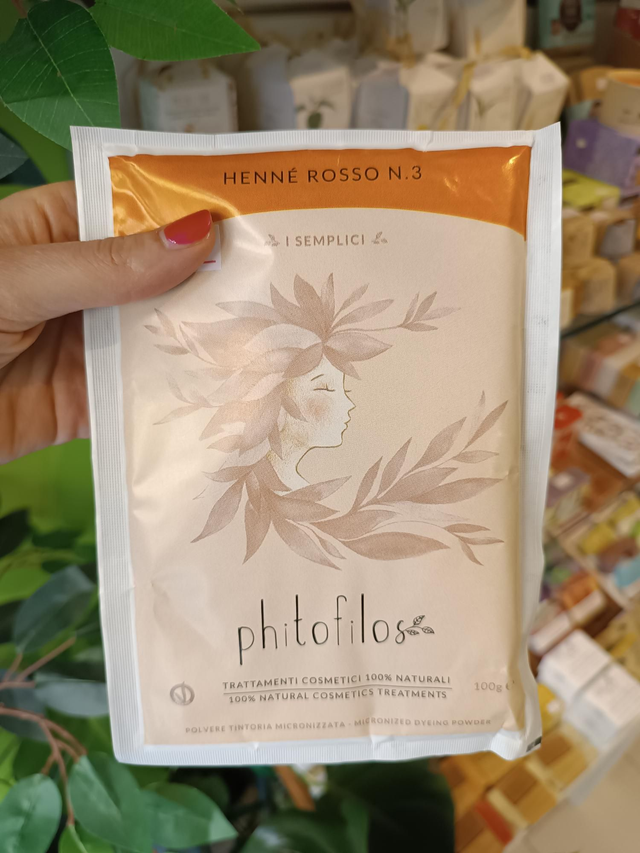 HENNÉ ROSSO N.3
I SEMPLICI
phitofilos
TRATTAMENTI COSMETICI 100% NATURALI
100% NATURAL COSMETICS TREATMENTS
100g e
POLVERE TINTORIA MICRONIZZATA - MICRONIZED DYEING POWDER